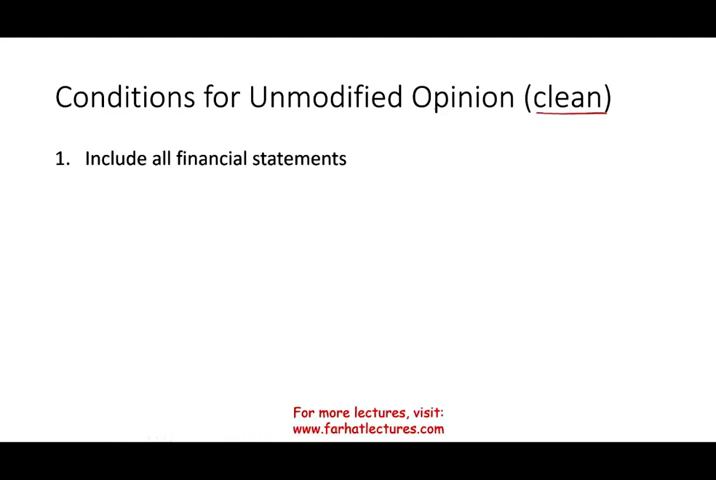 Conditions for Unmodified Opinion (clean)
1. Include all financial statements
For more lectures, visit:
www.farhatlectures.com